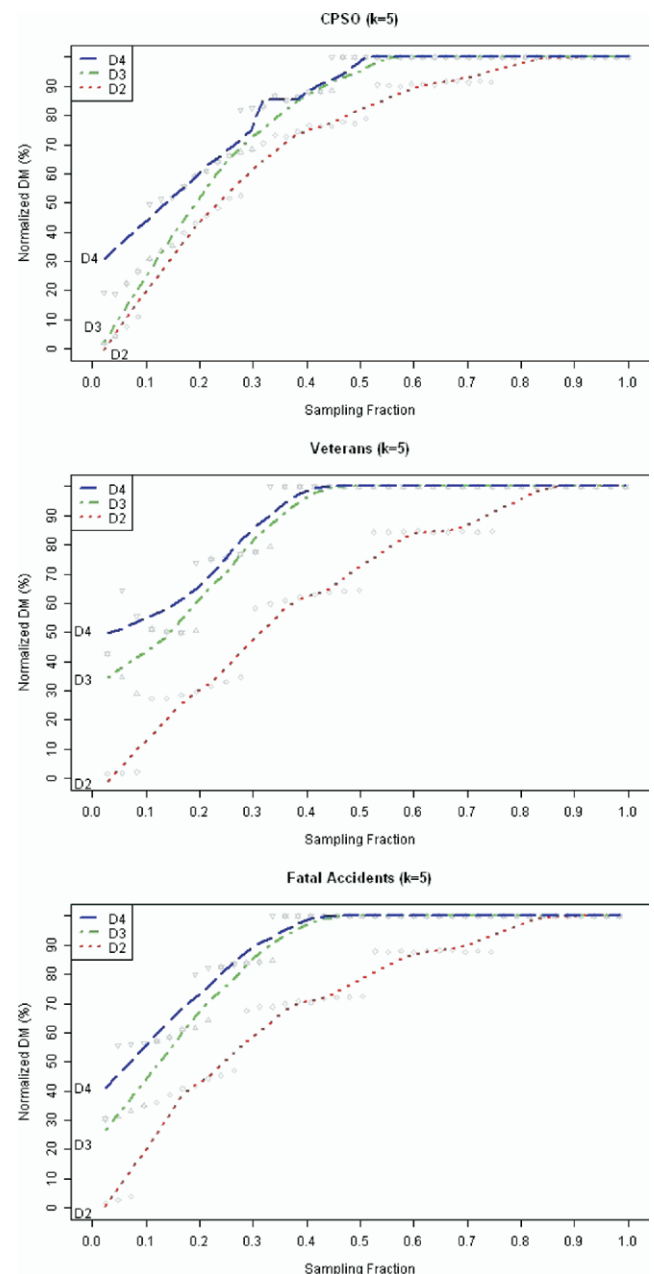 CPSO (k=5)
D4
D3
D2
Normalized DM (%)
90
80
70
60
50
40
30
20
10
0
D4
D3
D2
0.0 0.1 0.2 0.3 0.4 0.5 0.6 0.7 0.8 0.9 1.0
Sampling Fraction
Veterans (k=5)
D4
D3
D2
Normalized DM (%)
90
80
70
60
50
40
30
20
10
0
D4
D3
D2
0.0 0.1 0.2 0.3 0.4 0.5 0.6 0.7 0.8 0.9 1.0
Sampling Fraction
Fatal Accidents (k=5)
D4
D3
D2
Normalized DM (%)
90
80
70
60
50
40
30
20
10
0
D4
D3
D2
0.0 0.1 0.2 0.3 0.4 0.5 0.6 0.7 0.8 0.9 1.0
Sampling Fraction